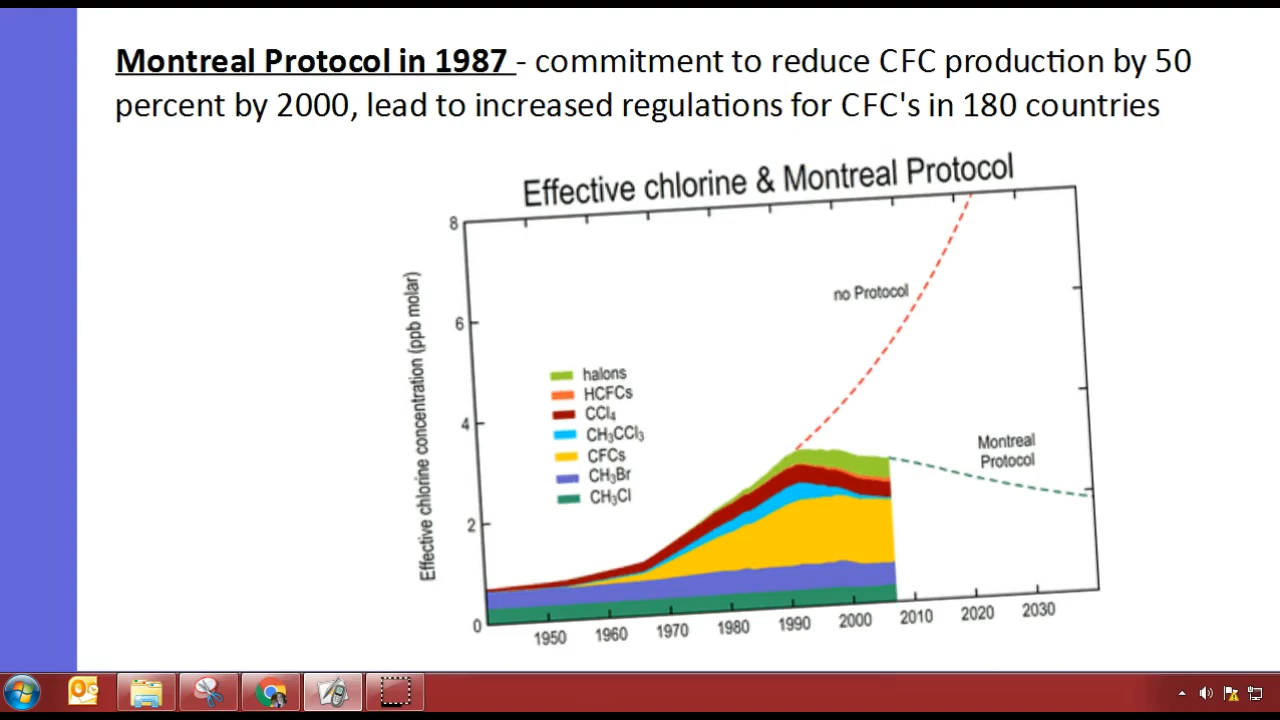 Montreal Protocol in 1987 - commitment to reduce CFC production by 50
percent by 2000, lead to increased regulations for CFC's in 180 countries
Effective chlorine & Montreal Protocol
Effective chlorine concentration (ppb molar)
8
6
4
2
0
no Protocol
halons
HCFCs
CCl₄
CH₃CCl₃
CFCs
CH₃Br
CH₃Cl
Montreal
Protocol
1950 1960 1970 1980 1990 2000 2010 2020 2030